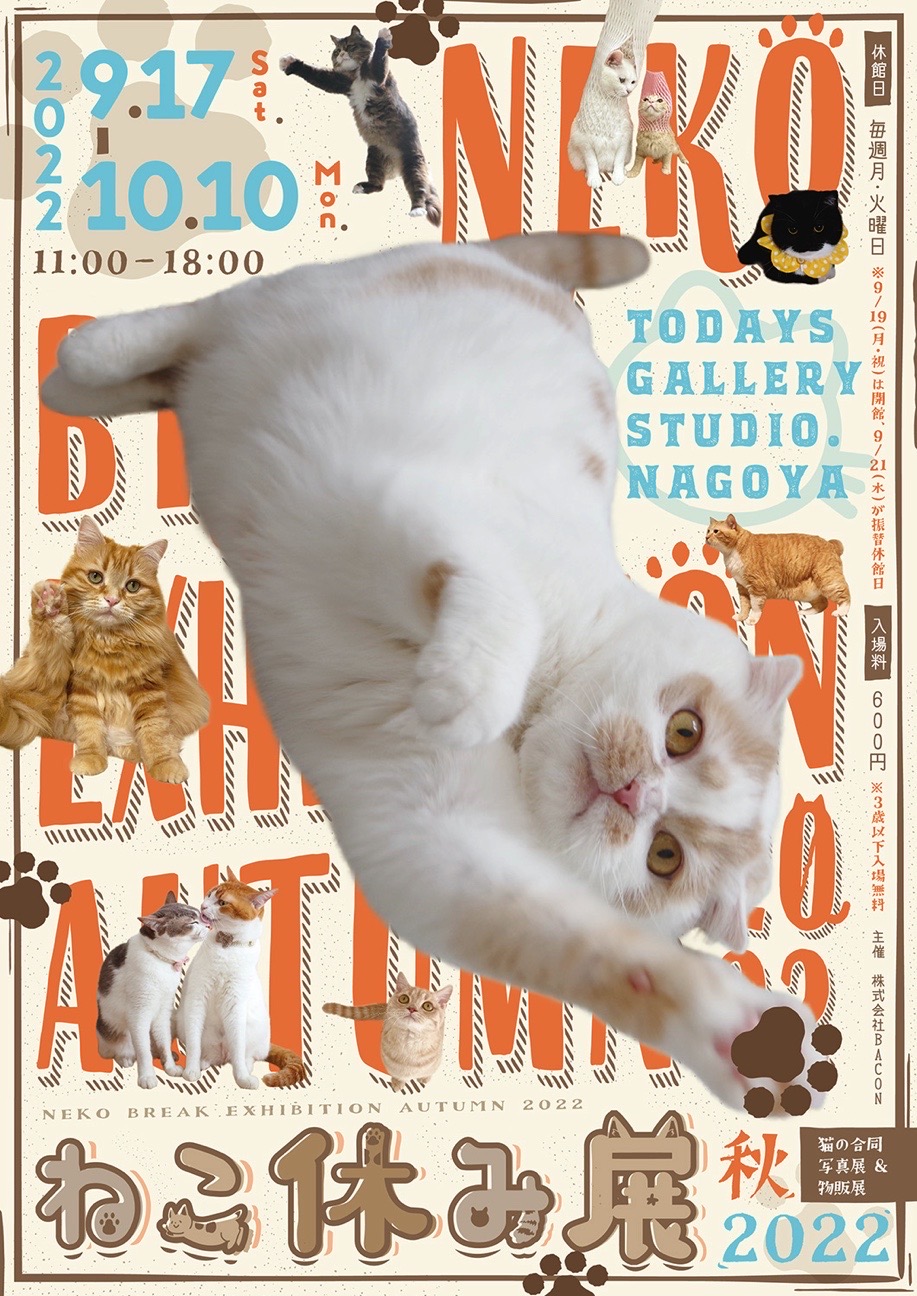 2022
9.17 Sat.
-
10.10 Mon.
11:00-18:00
NEKO
TODAYS
GALLERY
STUDIO.
NAGOYA
AUTUMN
NEKO BREAK EXHIBITION AUTUMN 2022
ねこ休み展
秋
2022
猫の合同
写真展 &
物販展
休館日
毎週月・火曜日
※9/19(月・祝)は開館、9/21(水)が振替休館日
入場料
600円
※3歳以下入場無料
主催 株式会社BACON